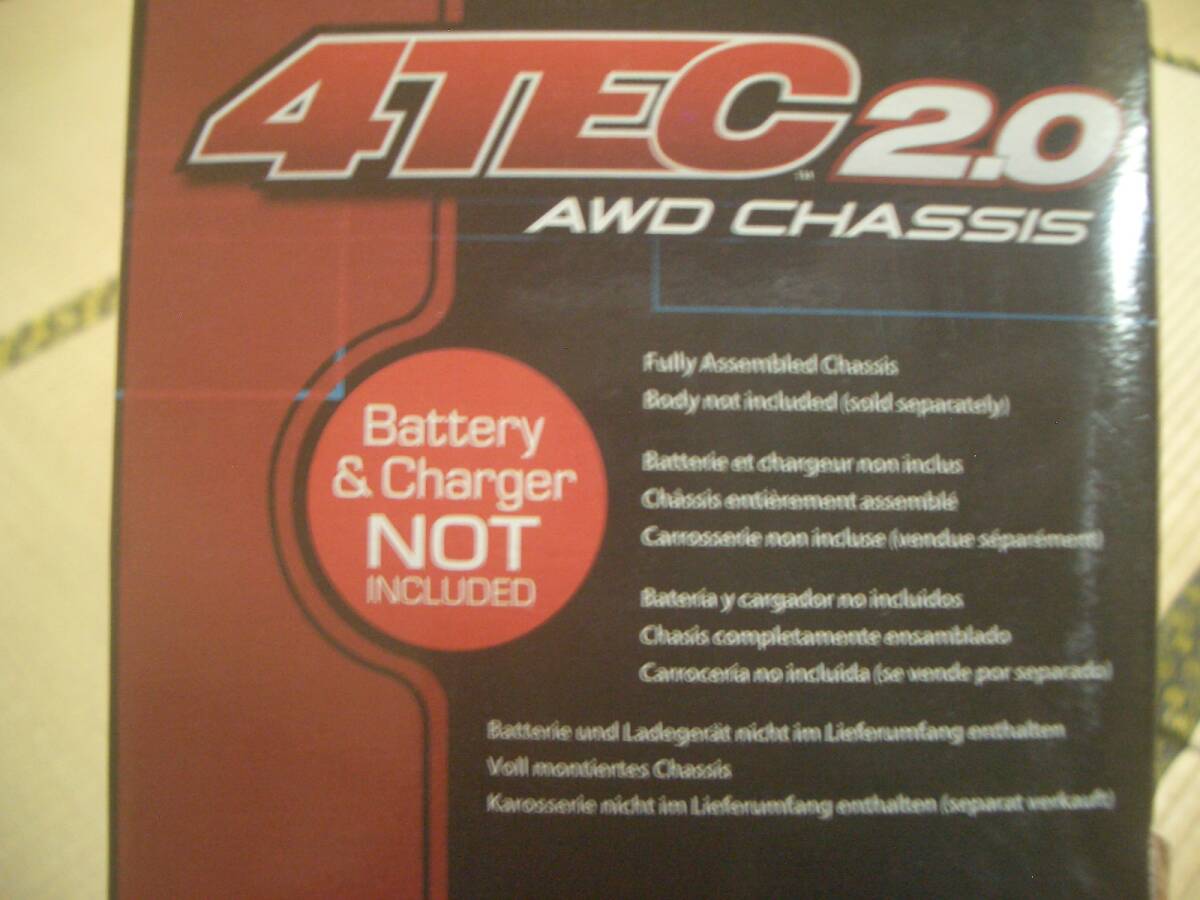 4TEC 2.0
™
AWD CHASSIS
Battery
& Charger
NOT
INCLUDED
Fully Assembled Chassis
Body not included (sold separately)
Batterie et chargeur non inclus
Châssis entièrement assemblé
Carrosserie non incluse (vendue séparément)
Batería y cargador no incluidos
Chasis completamente ensamblado
Carrocería no incluida (se vende por separado)
Batterie und Ladegerät nicht im Lieferumfang enthalten
Voll montiertes Chassis
Karosserie nicht im Lieferumfang enthalten (separat verkauft)